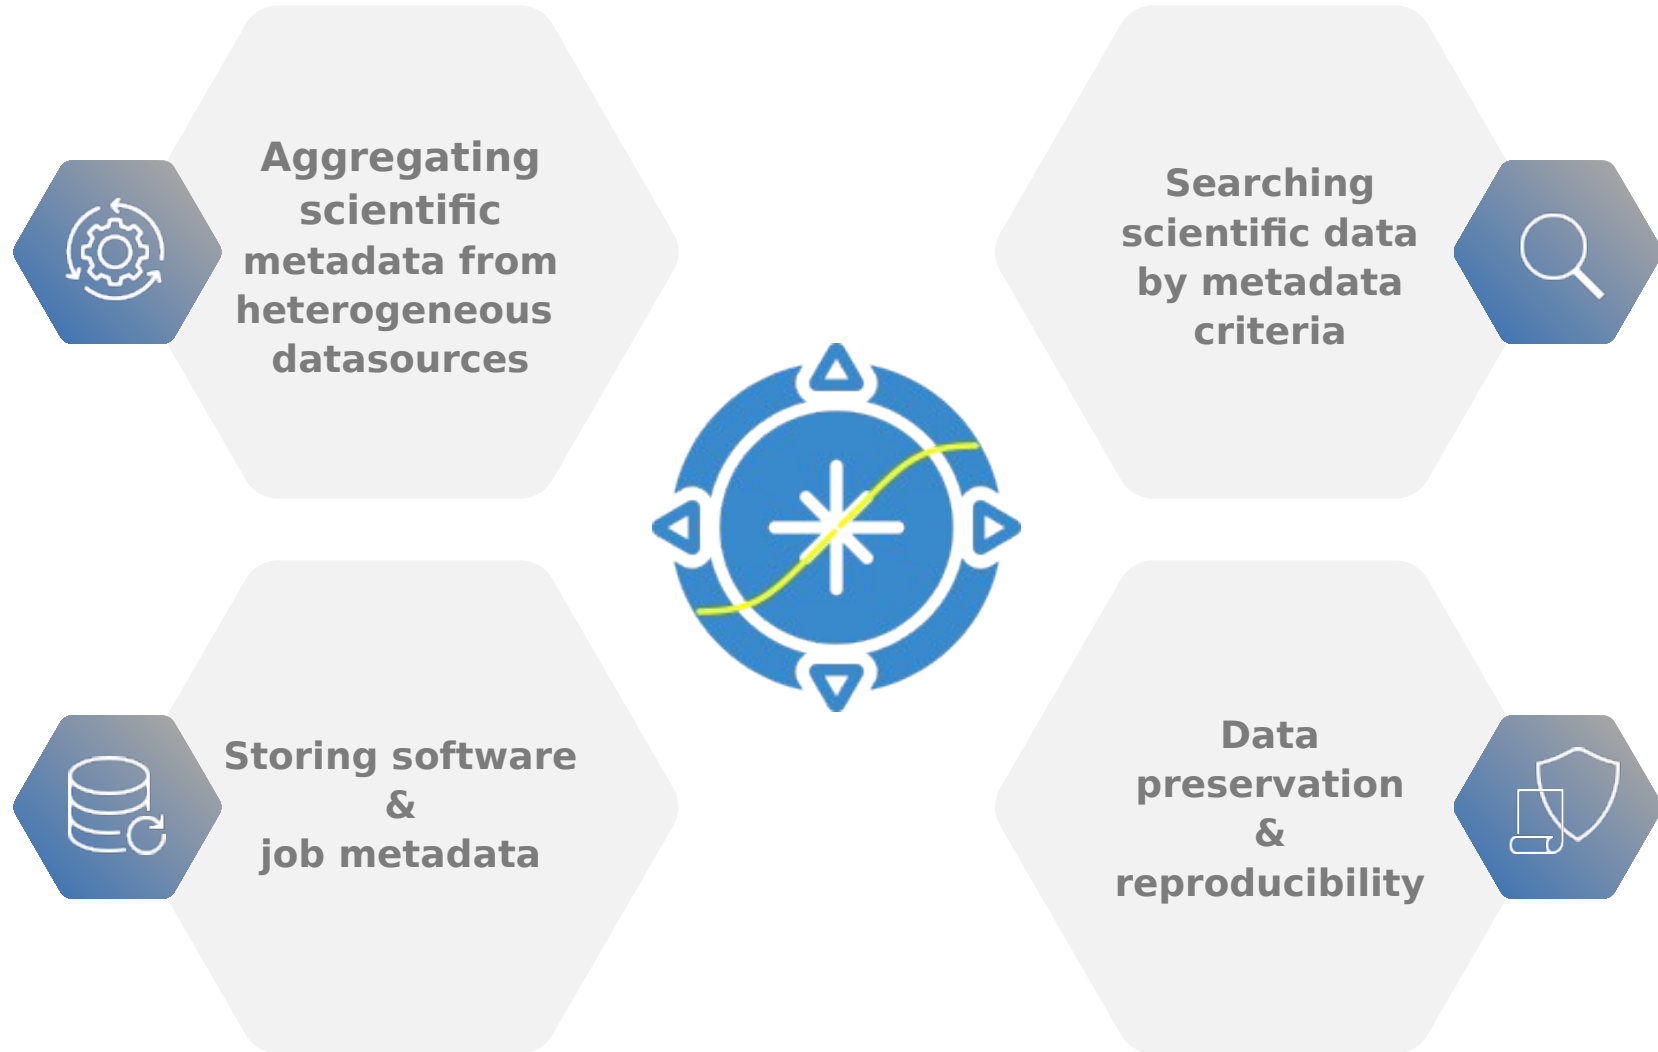 Aggregating
scientific
metadata from
heterogeneous
datasources
Searching
scientific data
by metadata
criteria
Storing software
&
job metadata
Data
preservation
&
reproducibility